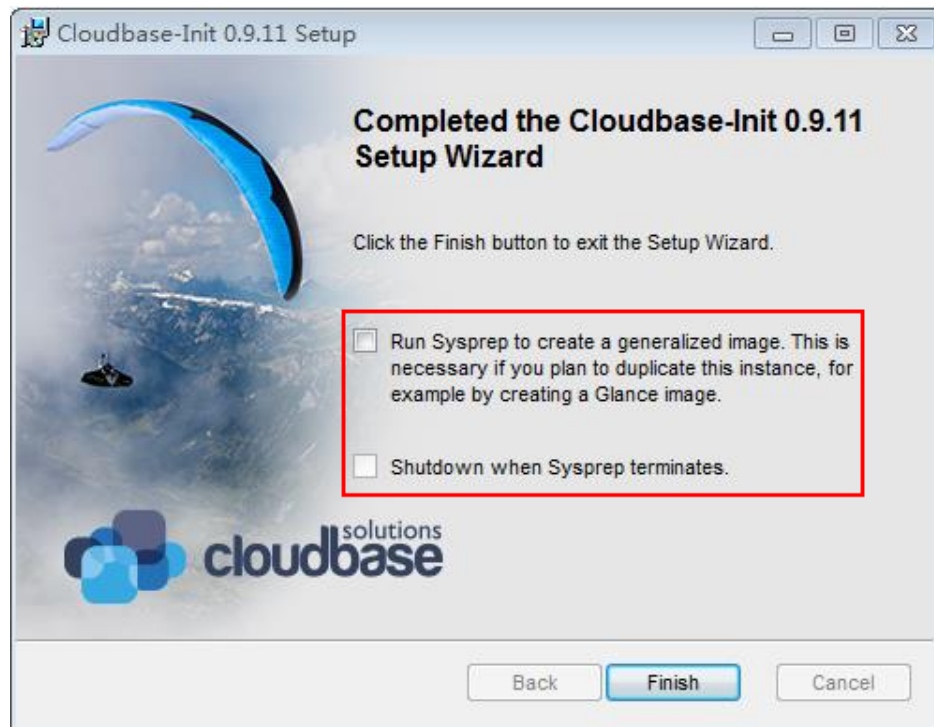 Cloudbase-Init 0.9.11 Setup
Completed the Cloudbase-Init 0.9.11
Setup Wizard
Click the Finish button to exit the Setup Wizard.
Run Sysprep to create a generalized image. This is
necessary if you plan to duplicate this instance, for
example by creating a Glance image.
Shutdown when Sysprep terminates.
solutions
cloudbase
Back Finish Cancel